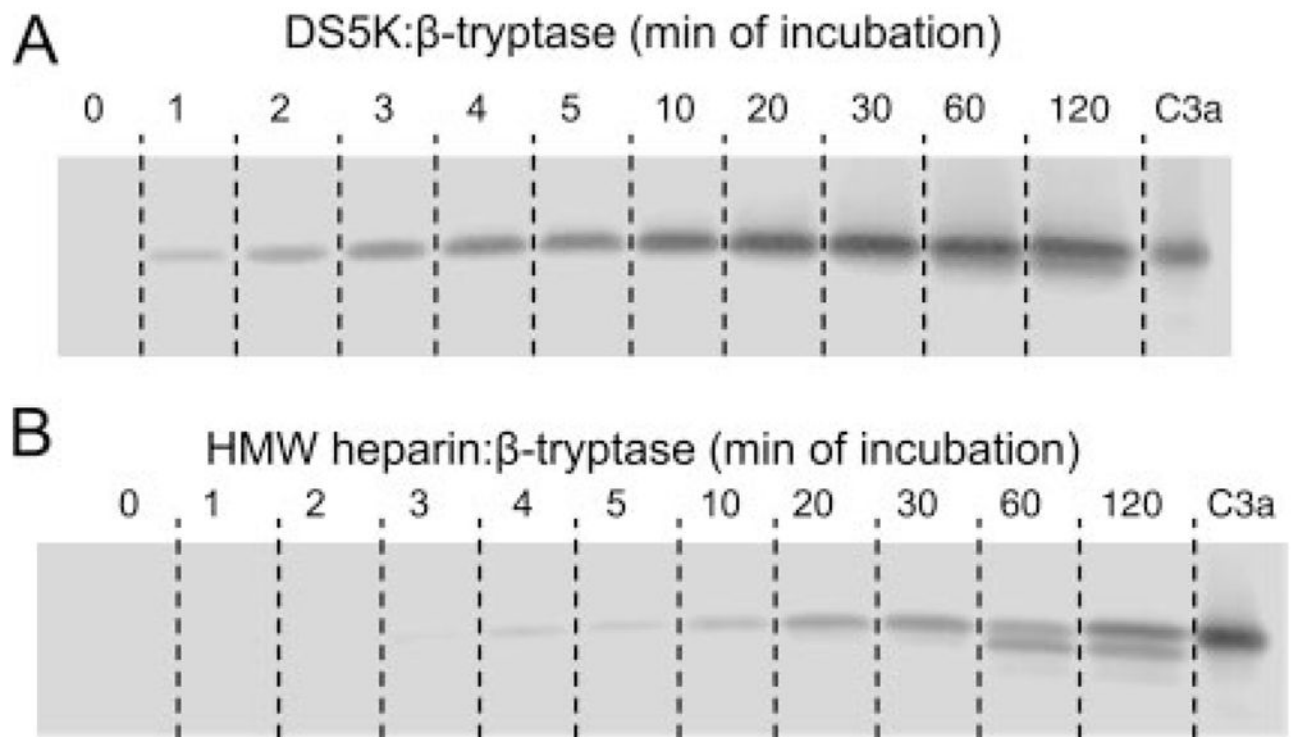 A
DS5K:β-tryptase (min of incubation)
0 1 2 3 4 5 10 20 30 60 120 C3a
B
HMW heparin:β-tryptase (min of incubation)
0 1 2 3 4 5 10 20 30 60 120 C3a